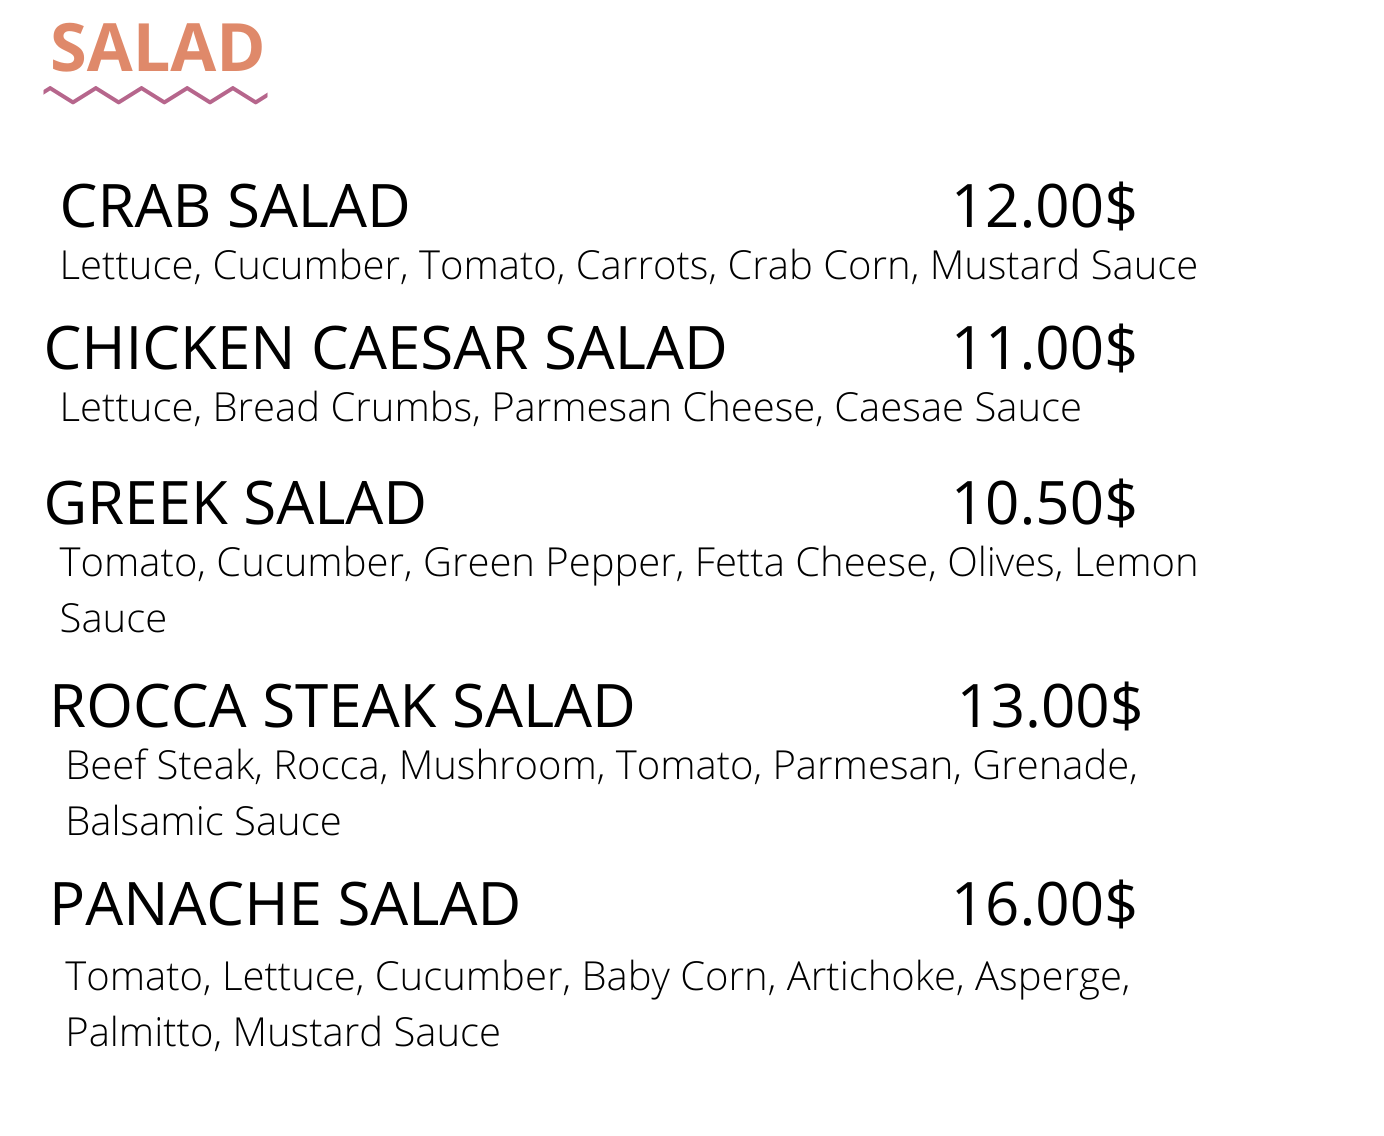 SALAD
CRAB SALAD 12.00$
Lettuce, Cucumber, Tomato, Carrots, Crab Corn, Mustard Sauce
CHICKEN CAESAR SALAD 11.00$
Lettuce, Bread Crumbs, Parmesan Cheese, Caesae Sauce
GREEK SALAD 10.50$
Tomato, Cucumber, Green Pepper, Fetta Cheese, Olives, Lemon
Sauce
ROCCA STEAK SALAD 13.00$
Beef Steak, Rocca, Mushroom, Tomato, Parmesan, Grenade,
Balsamic Sauce
PANACHE SALAD 16.00$
Tomato, Lettuce, Cucumber, Baby Corn, Artichoke, Asperge,
Palmitto, Mustard Sauce